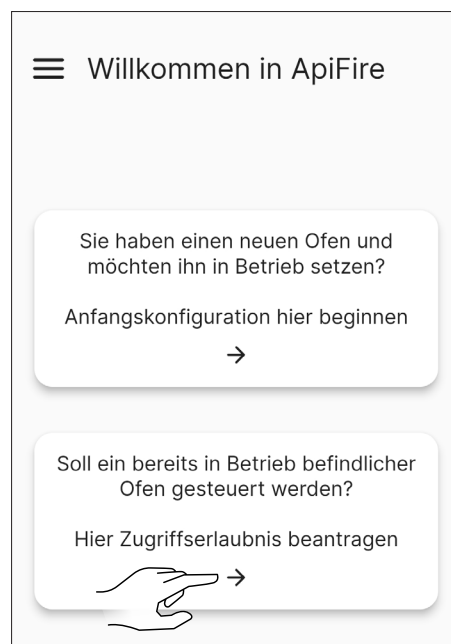 Willkommen in ApiFire
Sie haben einen neuen Ofen und
möchten ihn in Betrieb setzen?
Anfangskonfiguration hier beginnen
Soll ein bereits in Betrieb befindlicher
Ofen gesteuert werden?
Hier Zugriffserlaubnis beantragen